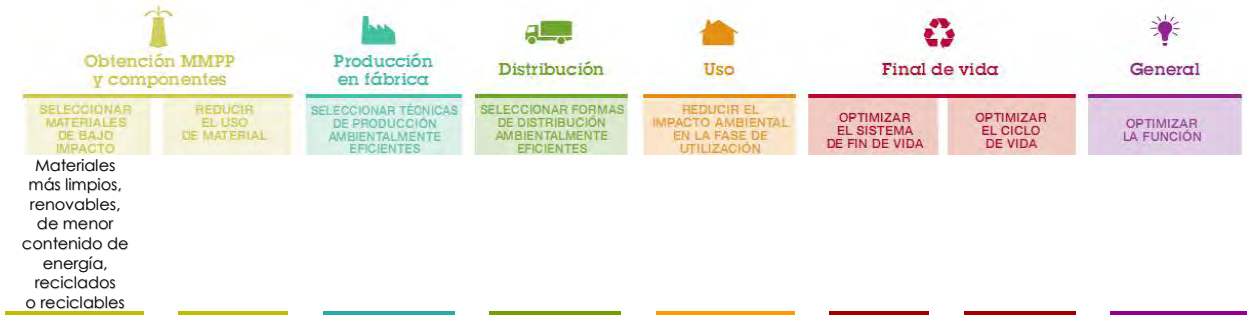 Obtención MMPP
y componentes
Producción
en fábrica
Distribución
Uso
Final de vida
General
SELECCIONAR
MATERIALES
DE BAJO
IMPACTO
REDUCIR
EL USO
DE MATERIAL
SELECCIONAR TÉCNICAS
DE PRODUCCIÓN
AMBIENTALMENTE
EFICIENTES
SELECCIONAR FORMAS
DE DISTRIBUCIÓN
AMBIENTALMENTE
EFICIENTES
REDUCIR EL
IMPACTO AMBIENTAL
EN LA FASE DE
UTILIZACIÓN
OPTIMIZAR
EL SISTEMA
DE FIN DE VIDA
OPTIMIZAR
EL CICLO
DE VIDA
OPTIMIZAR
LA FUNCIÓN
Materiales
más limpios,
renovables,
de menor
contenido de
energía,
reciclados
o reciclables